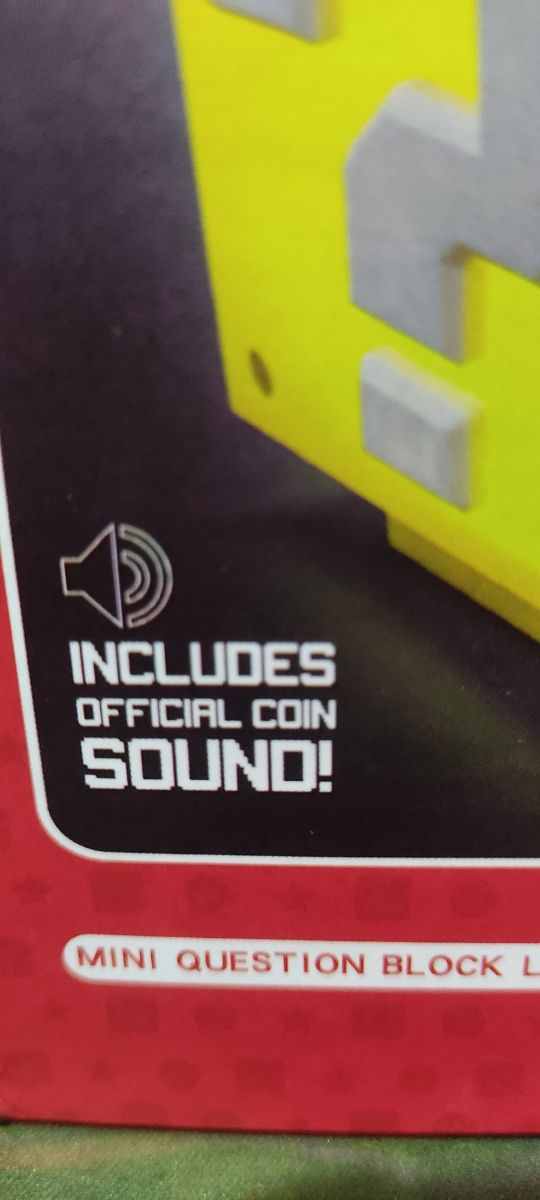 INCLUDES
OFFICIAL COIN
SOUND!
MINI QUESTION BLOCK L